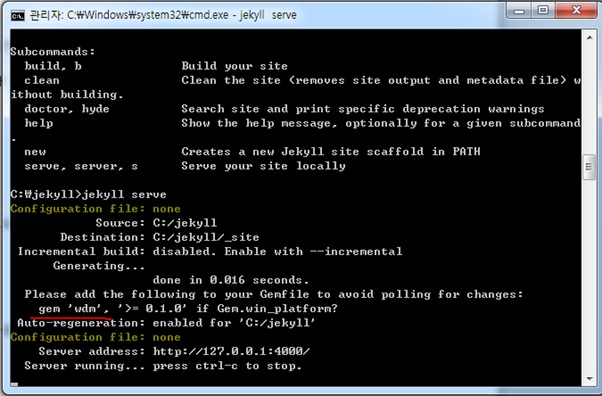 관리자: C:₩Windows₩system32₩cmd.exe - jekyll  serve
Subcommands:
  build, b              Build your site
  clean                 Clean the site (removes site output and metadata file) w
ithout building.
  doctor, hyde          Search site and print specific deprecation warnings
  help                  Show the help message, optionally for a given subcommand
.
  new                   Creates a new Jekyll site scaffold in PATH
  serve, server, s      Serve your site locally
C:₩jekyll>jekyll serve
Configuration file: none
            Source: C:/jekyll
       Destination: C:/jekyll/_site
 Incremental build: disabled. Enable with --incremental
      Generating...
                    done in 0.016 seconds.
  Please add the following to your Gemfile to avoid polling for changes:
    gem 'wdm', '>= 0.1.0' if Gem.win_platform?
 Auto-regeneration: enabled for 'C:/jekyll'
Configuration file: none
    Server address: http://127.0.0.1:4000/
  Server running... press ctrl-c to stop.